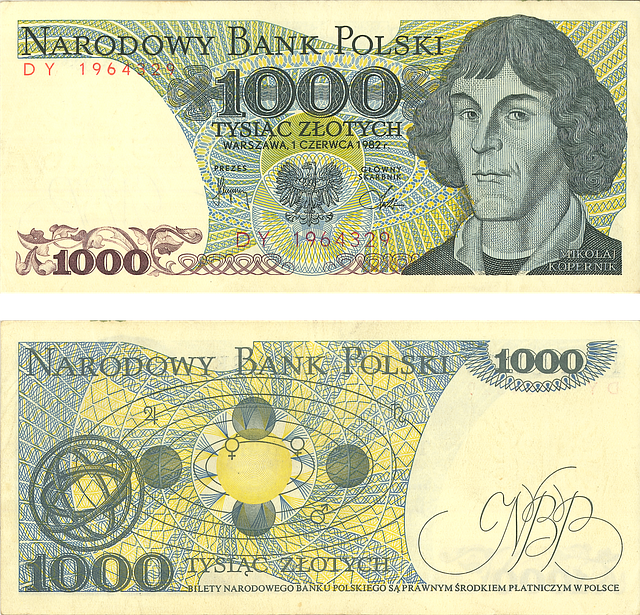 NARODOWY BANK POLSKI
DY 1964329
1000
TYSIĄC ZŁOTYCH
WARSZAWA, 1 CZERWCA 1982 r.
PREZES
GŁÓWNY
SKARBNIK
DY 1964329
1000
MIKOŁAJ
KOPERNIK
NARODOWY BANK POLSKI
1000
♃
♄
♀
♀
♂
NBP
1000
TYSIĄC ZŁOTYCH
BILETY NARODOWEGO BANKU POLSKIEGO SĄ PRAWNYM ŚRODKIEM PŁATNICZYM W POLSCE